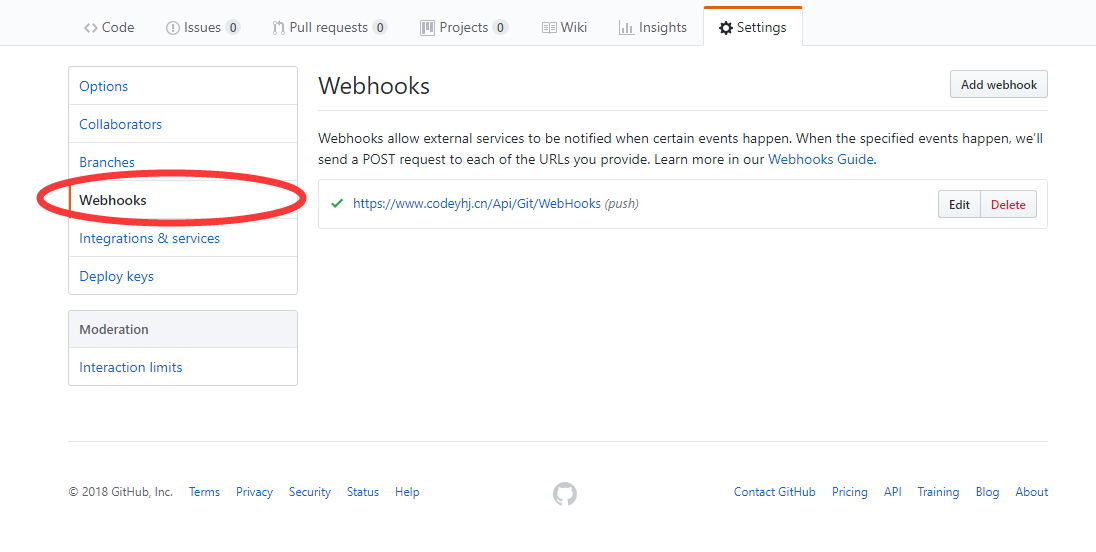 Code Issues 0 Pull requests 0 Projects 0 Wiki Insights Settings
Options
Collaborators
Branches
Webhooks
Integrations & services
Deploy keys
Moderation
Interaction limits
Webhooks
Add webhook
Webhooks allow external services to be notified when certain events happen. When the specified events happen, we’ll
send a POST request to each of the URLs you provide. Learn more in our Webhooks Guide.
https://www.codeyhj.cn/Api/Git/WebHooks (push)
Edit Delete
© 2018 GitHub, Inc. Terms Privacy Security Status Help
Contact GitHub Pricing API Training Blog About